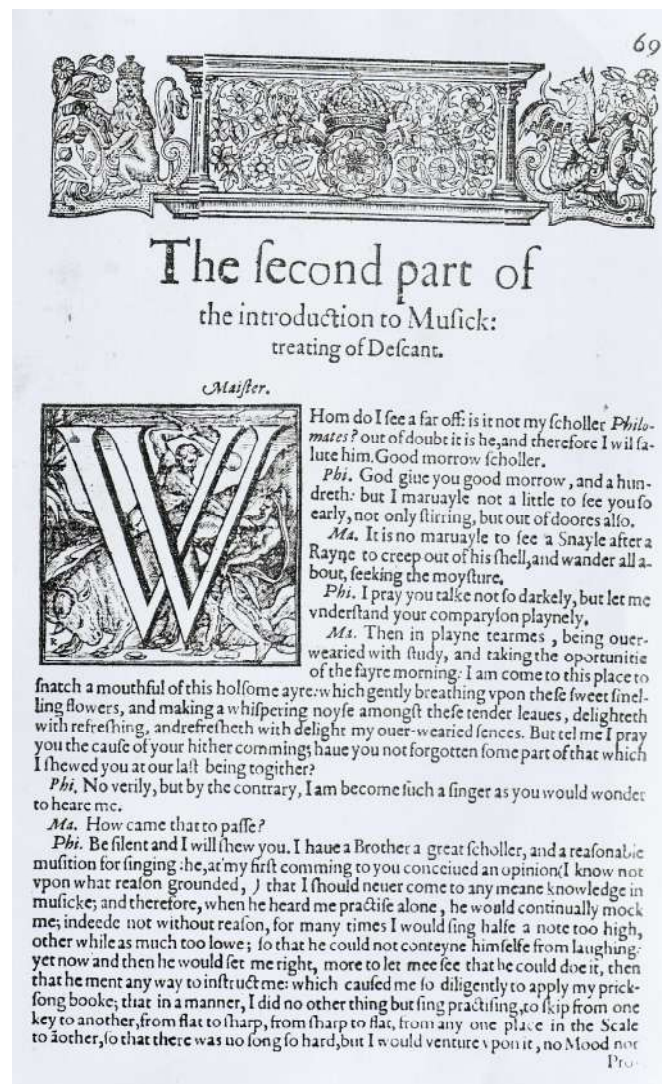 69
The ſecond part of
the introduction to Muſick:
treating of Deſcant.
Maiſter.
WHom do I ſee a far off: is it not my ſcholler Philo-
mates? out of doubt it is he,and therefore I wil ſa-
lute him.Good morrow ſcholler.
Phi. God giue you good morrow, and a hun-
dreth: but I maruayle not a little to ſee you ſo
early, not only ſtirring, but out of doores alſo.
Ma. It is no maruayle to ſee a Snayle after a
Rayne to creep out of his ſhell,and wander all a-
bout, ſeeking the moyſture.
Phi. I pray you talke not ſo darkely, but let me
vnderſtand your compariſon playnely.
Ma. Then in playne tearmes , being ouer-
wearied with ſtudy, and taking the oportunitie
of the fayre morning: I am come to this place to
ſnatch a mouthful of this holſome ayre:which gently breathing vpon theſe ſweet ſmel-
ling flowers, and making a whiſpering noyſe amongſt theſe tender leaues, delighteth
with refreſhing, andrefreſheth with delight my ouer-wearied ſences. But tel me I pray
you the cauſe of your hither comming; haue you not forgotten ſome part of that which
I ſhewed you at our laſt being togither?
Phi. No verily, but by the contrary, I am become ſuch a ſinger as you would wonder
to heare me.
Ma. How came that to paſſe?
Phi. Be ſilent and I will ſhew you. I haue a Brother a great ſcholler, and a reaſonable
muſition for ſinging :he,at my firſt comming to you conceiued an opinion(I know not
vpon what reaſon grounded, ) that I ſhould neuer come to any meane knowledge in
muſicke; and therefore, when he heard me practiſe alone , he would continually mock
me; indeede not without reaſon, for many times I would ſing halfe a note too high,
other while as much too lowe; ſo that he could not conteyne himſelfe from laughing:
yet now and then he would ſet me right, more to let mee ſee that he could doe it, then
that he ment any way to inſtruct me: which cauſed me ſo diligently to apply my prick-
ſong booke; that in a manner, I did no other thing but ſing practiſing,to ſkip from one
key to another,from flat to ſharp, from ſharp to flat, from any one place in the Scale
to āother,ſo that there was no ſong ſo hard,but I would venture vpon it, no Mood nor
Pro-